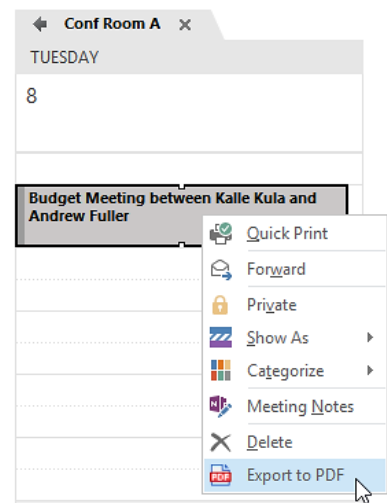 Conf Room A
TUESDAY
8
Budget Meeting between Kalle Kula and
Andrew Fuller
Quick Print
Forward
Private
Show As
Categorize
Meeting Notes
Delete
PDF
Export to PDF